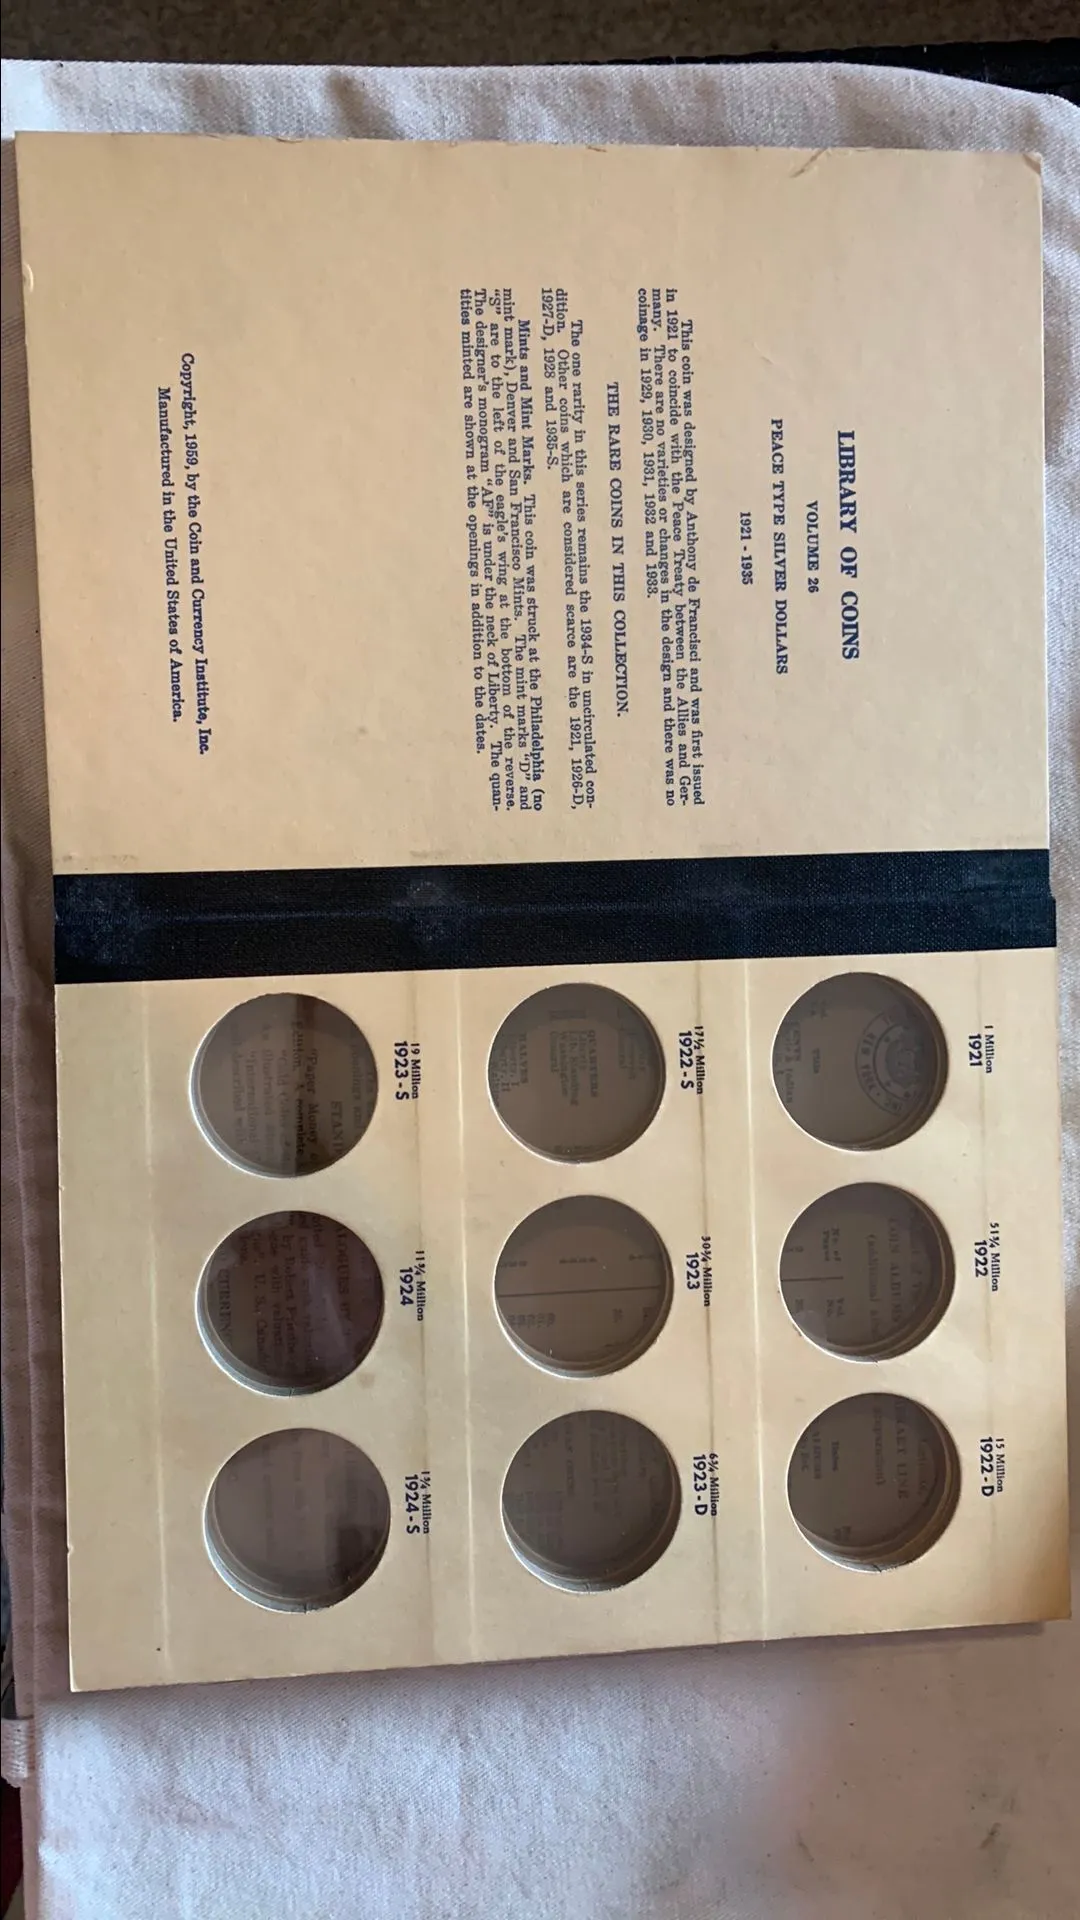 LIBRARY OF COINS
VOLUME 26
PEACE TYPE SILVER DOLLARS
1921 - 1935
This coin was designed by Anthony de Francisci and was first issued
in 1921 to coincide with the Peace Treaty between the Allies and Ger-
many. There are no varieties or changes in the design and there was no
coinage in 1929, 1930, 1931, 1932 and 1933.
THE RARE COINS IN THIS COLLECTION.
The one rarity in this series remains the 1934-S in uncirculated con-
dition. Other coins which are considered scarce are the 1921, 1926-D,
1927-D, 1928 and 1935-S.
Mints and Mint Marks. This coin was struck at the Philadelphia (no
mint mark), Denver and San Francisco Mints. The mint marks "D" and
"S" are to the left of the eagle's wing at the bottom of the reverse.
The designer's monogram "AF" is under the neck of Liberty. The quan-
tities minted are shown at the openings in addition to the dates.
Copyright, 1959, by the Coin and Currency Institute, Inc.
Manufactured in the United States of America.
1 Million
1921
51¾ Million
1922
15 Million
1922 - D
17½ Million
1922 - S
30¾ Million
1923
6¾ Million
1923 - D
19 Million
1923 - S
11¾ Million
1924
1¾ Million
1924 - S
QUARTERS
HALVES
COIN ALBUMS
"Paper Money
complete